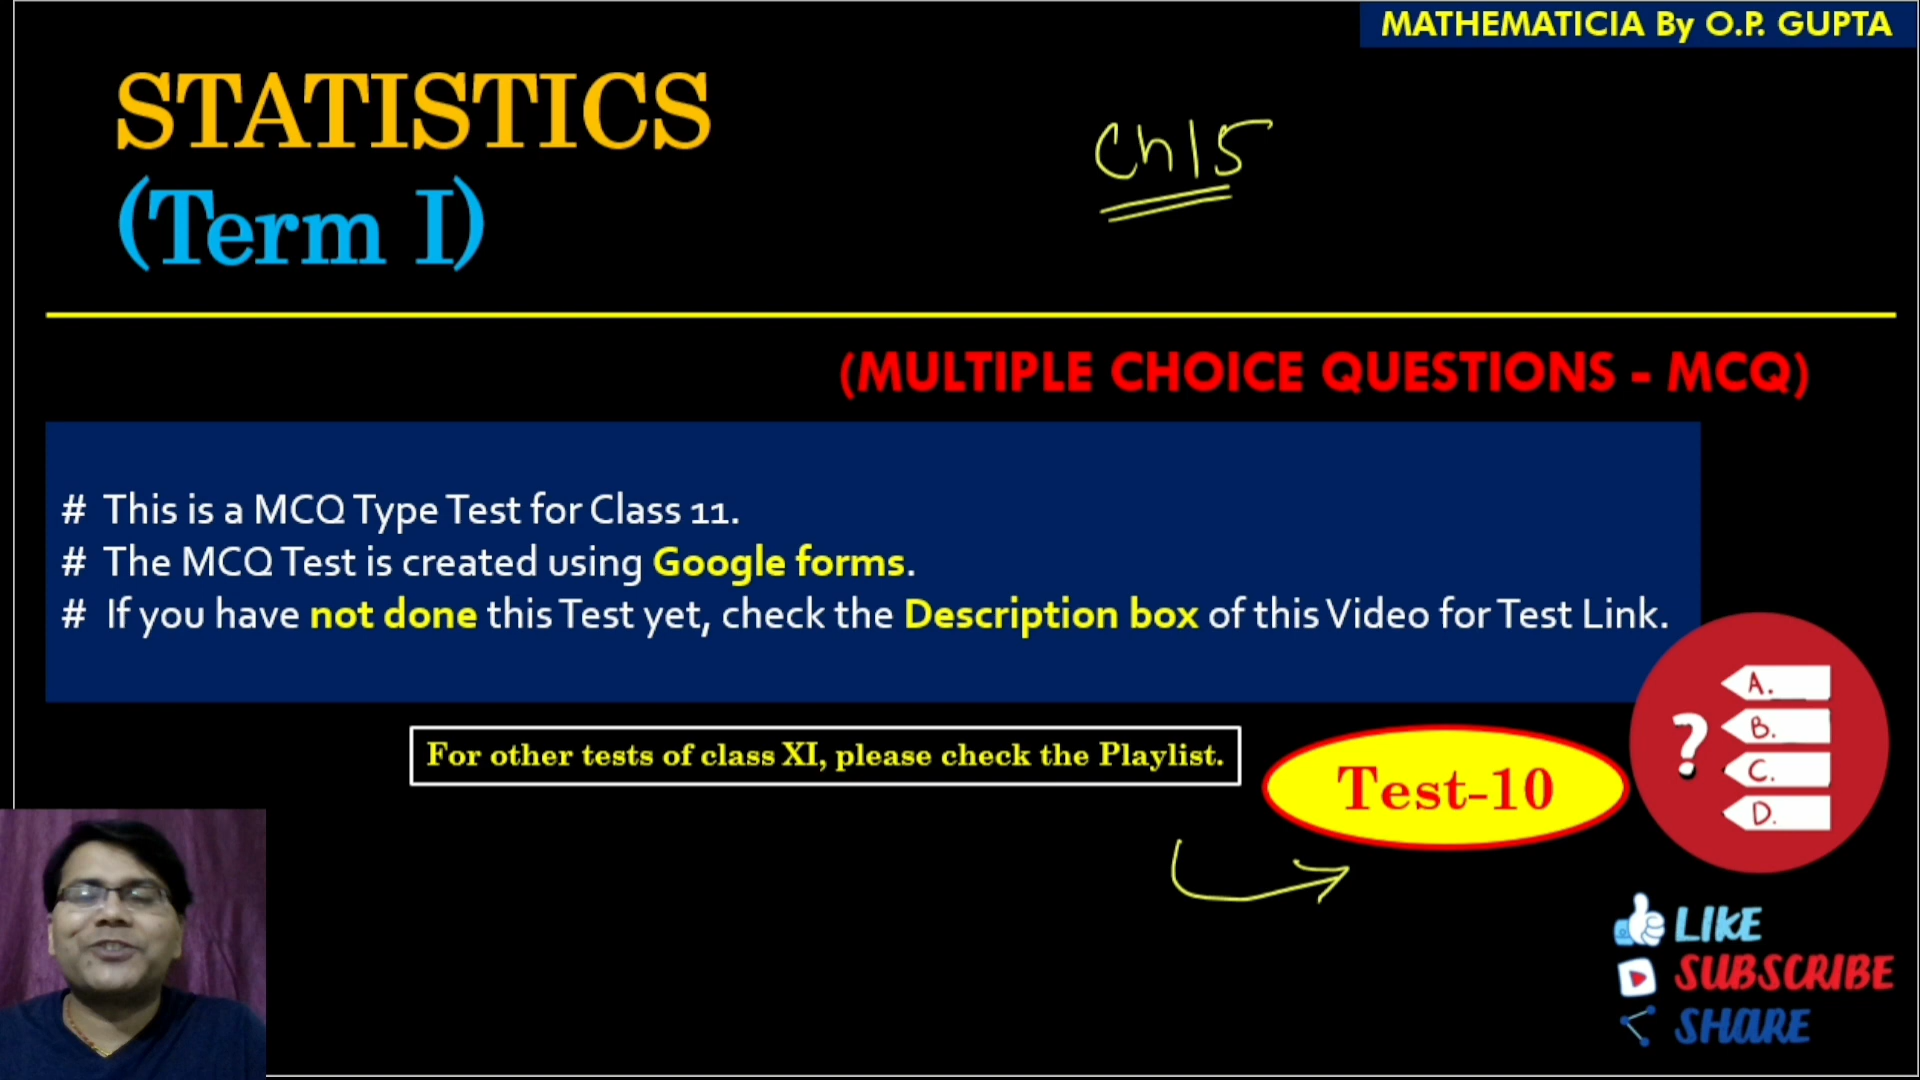 MATHEMATICIA By O.P. GUPTA
STATISTICS
(Term I)
Ch 15
(MULTIPLE CHOICE QUESTIONS - MCQ)
# This is a MCQ Type Test for Class 11.
# The MCQ Test is created using Google forms.
# If you have not done this Test yet, check the Description box of this Video for Test Link.
For other tests of class XI, please check the Playlist.
Test-10
?
A.
B.
C.
D.
LIKE
SUBSCRIBE
SHARE